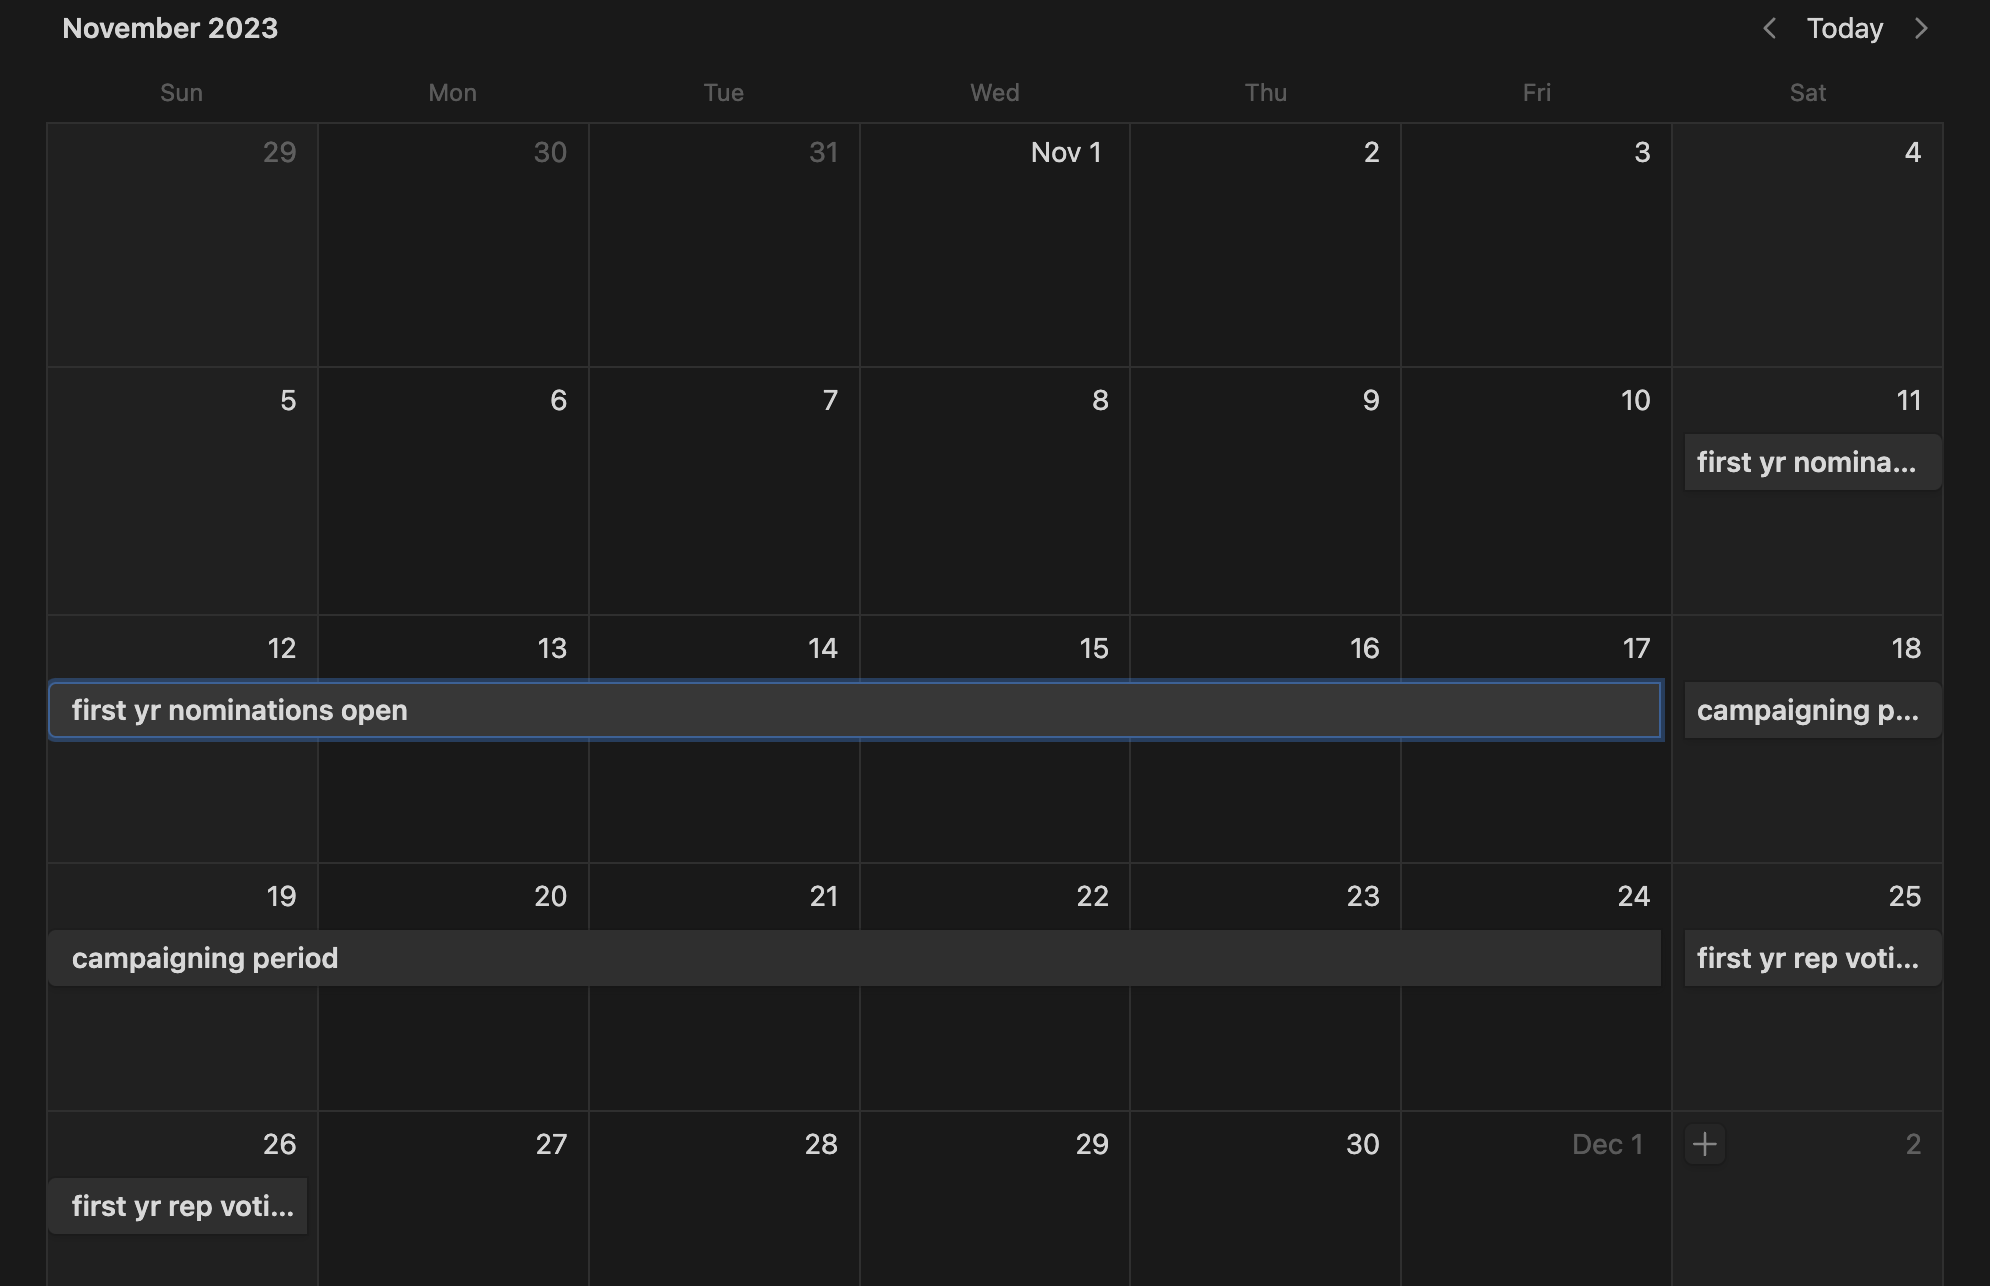 November 2023
Today
Sun Mon Tue Wed Thu Fri Sat
29 30 31 Nov 1 2 3 4
5 6 7 8 9 10 11
first yr nomina...
12 13 14 15 16 17 18
first yr nominations open campaigning p...
19 20 21 22 23 24 25
campaigning period first yr rep voti...
26 27 28 29 30 Dec 1 2
first yr rep voti...